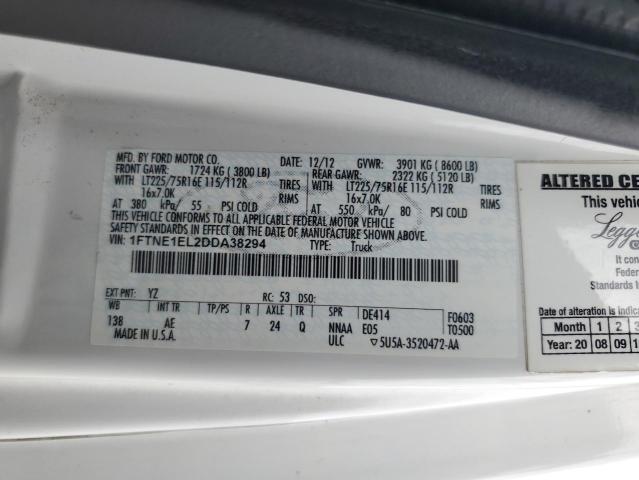 MFD. BY FORD MOTOR CO. DATE: 12/12 GVWR: 3901 KG ( 8600 LB)
FRONT GAWR: 1724 KG ( 3800 LB) REAR GAWR: 2322 KG ( 5120 LB)
WITH LT225/75R16E 115/112R TIRES WITH LT225/75R16E 115/112R TIRES
16x7.0K RIMS 16x7.0K RIMS
AT 380 kPa/ 55 PSI COLD AT 550 kPa/ 80 PSI COLD
THIS VEHICLE CONFORMS TO ALL APPLICABLE FEDERAL MOTOR VEHICLE
SAFETY STANDARDS IN EFFECT ON THE DATE OF MANUFACTURE SHOWN ABOVE.
VIN: 1FTNE1EL2DDA38294 TYPE: Truck
EXT PNT: YZ RC: 53 DSO:
WB INT TR TP/PS R AXLE TR SPR DE414 F0603
138 AE 7 24 Q NNAA E05 T0500
MADE IN U.S.A. ULC 5U5A-3520472-AA
ALTERED CE
This vehic
Legge
It con
Feder
Standards I
Date of alteration is indica
Month 1 2 3
Year: 20 08 09 1